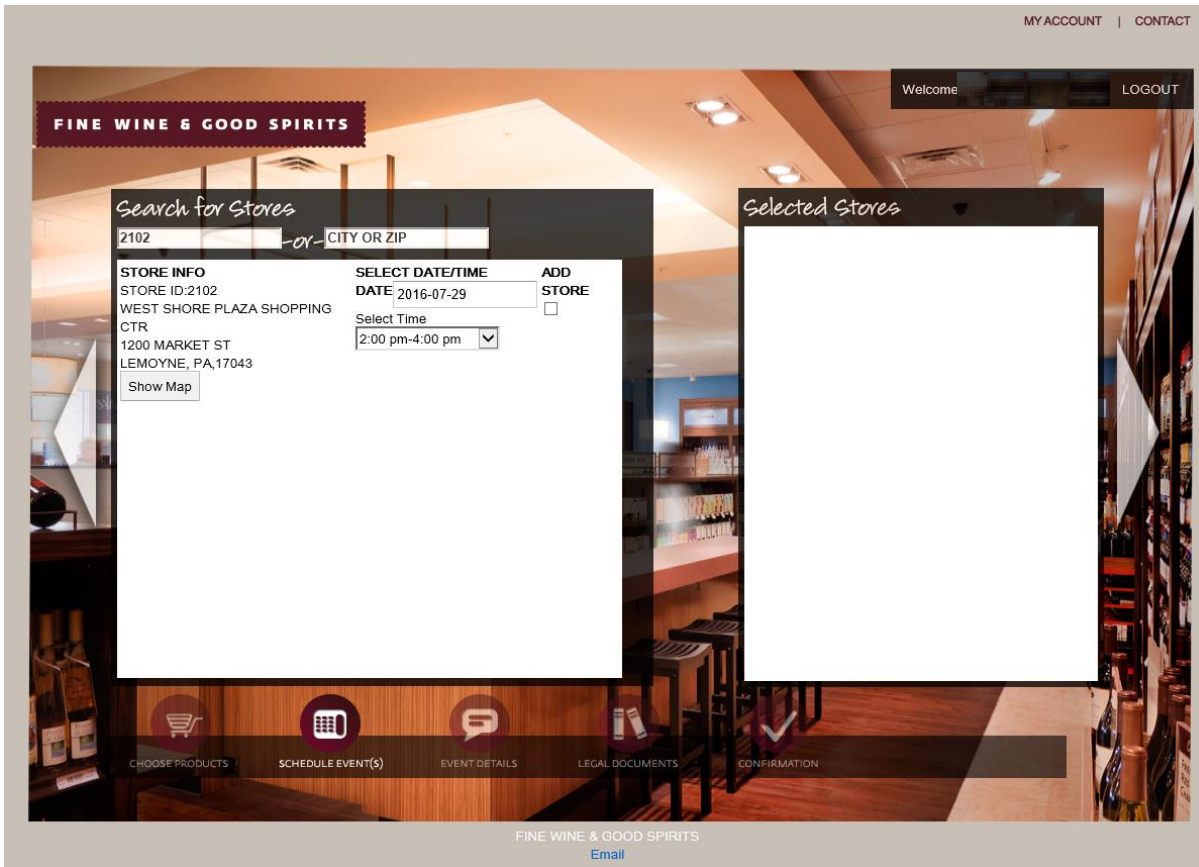 MY ACCOUNT | CONTACT
Welcome
LOGOUT
FINE WINE & GOOD SPIRITS
Search for Stores
2102 -or- CITY OR ZIP
STORE INFO
STORE ID:2102
WEST SHORE PLAZA SHOPPING
CTR
1200 MARKET ST
LEMOYNE, PA,17043
Show Map
SELECT DATE/TIME
DATE 2016-07-29
Select Time
2:00 pm-4:00 pm
ADD
STORE
Selected Stores
CHOOSE PRODUCTS
SCHEDULE EVENT(S)
EVENT DETAILS
LEGAL DOCUMENTS
CONFIRMATION
FINE WINE & GOOD SPIRITS
Email